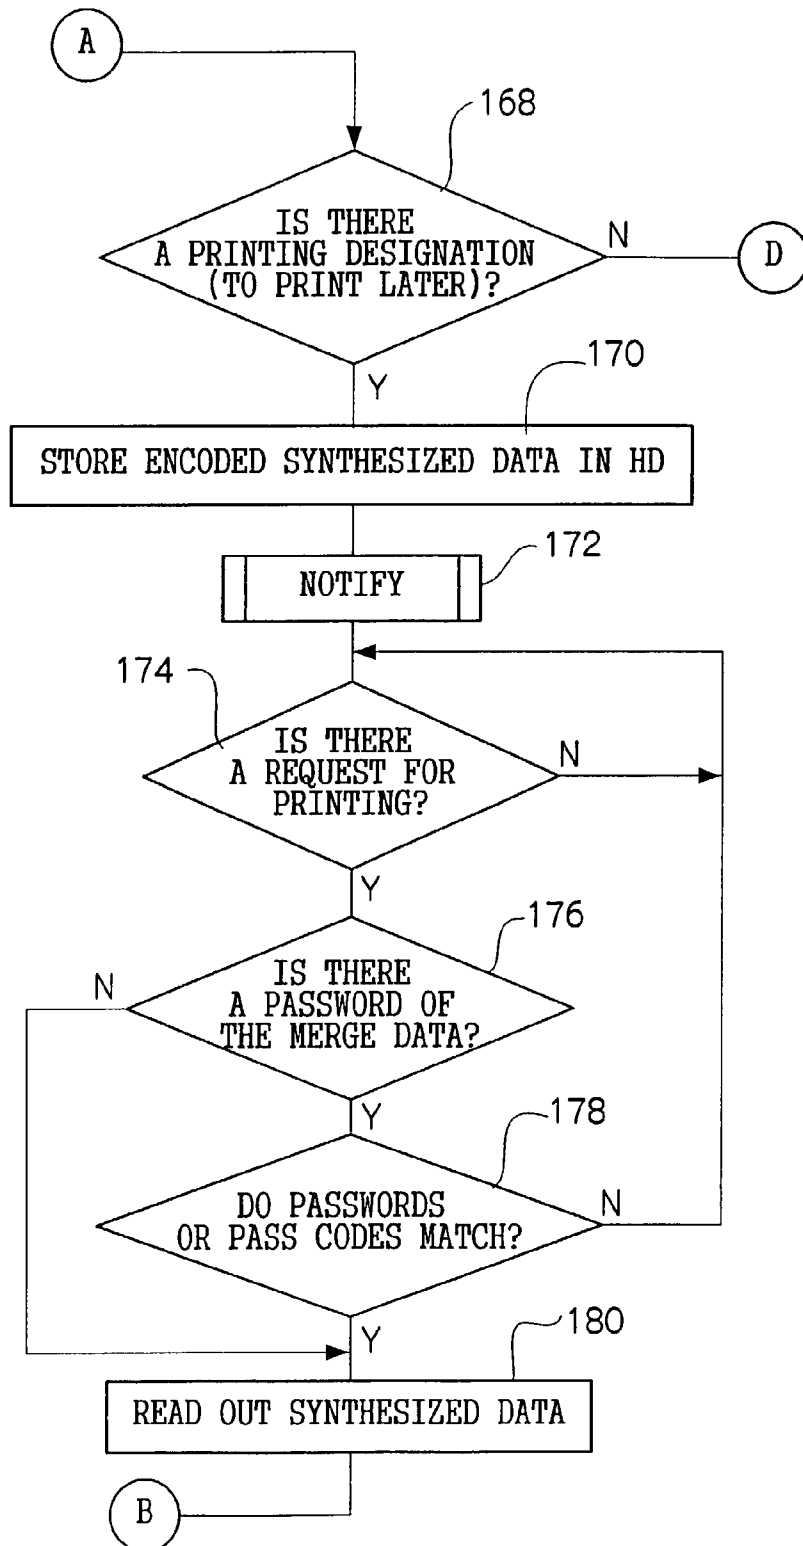 A
168
IS THERE
A PRINTING DESIGNATION
(TO PRINT LATER)?
N
D
Y
170
STORE ENCODED SYNTHESIZED DATA IN HD
172
NOTIFY
174
IS THERE
A REQUEST FOR
PRINTING?
N
Y
176
N
IS THERE
A PASSWORD OF
THE MERGE DATA?
Y
178
DO PASSWORDS
OR PASS CODES MATCH?
N
Y
180
READ OUT SYNTHESIZED DATA
B